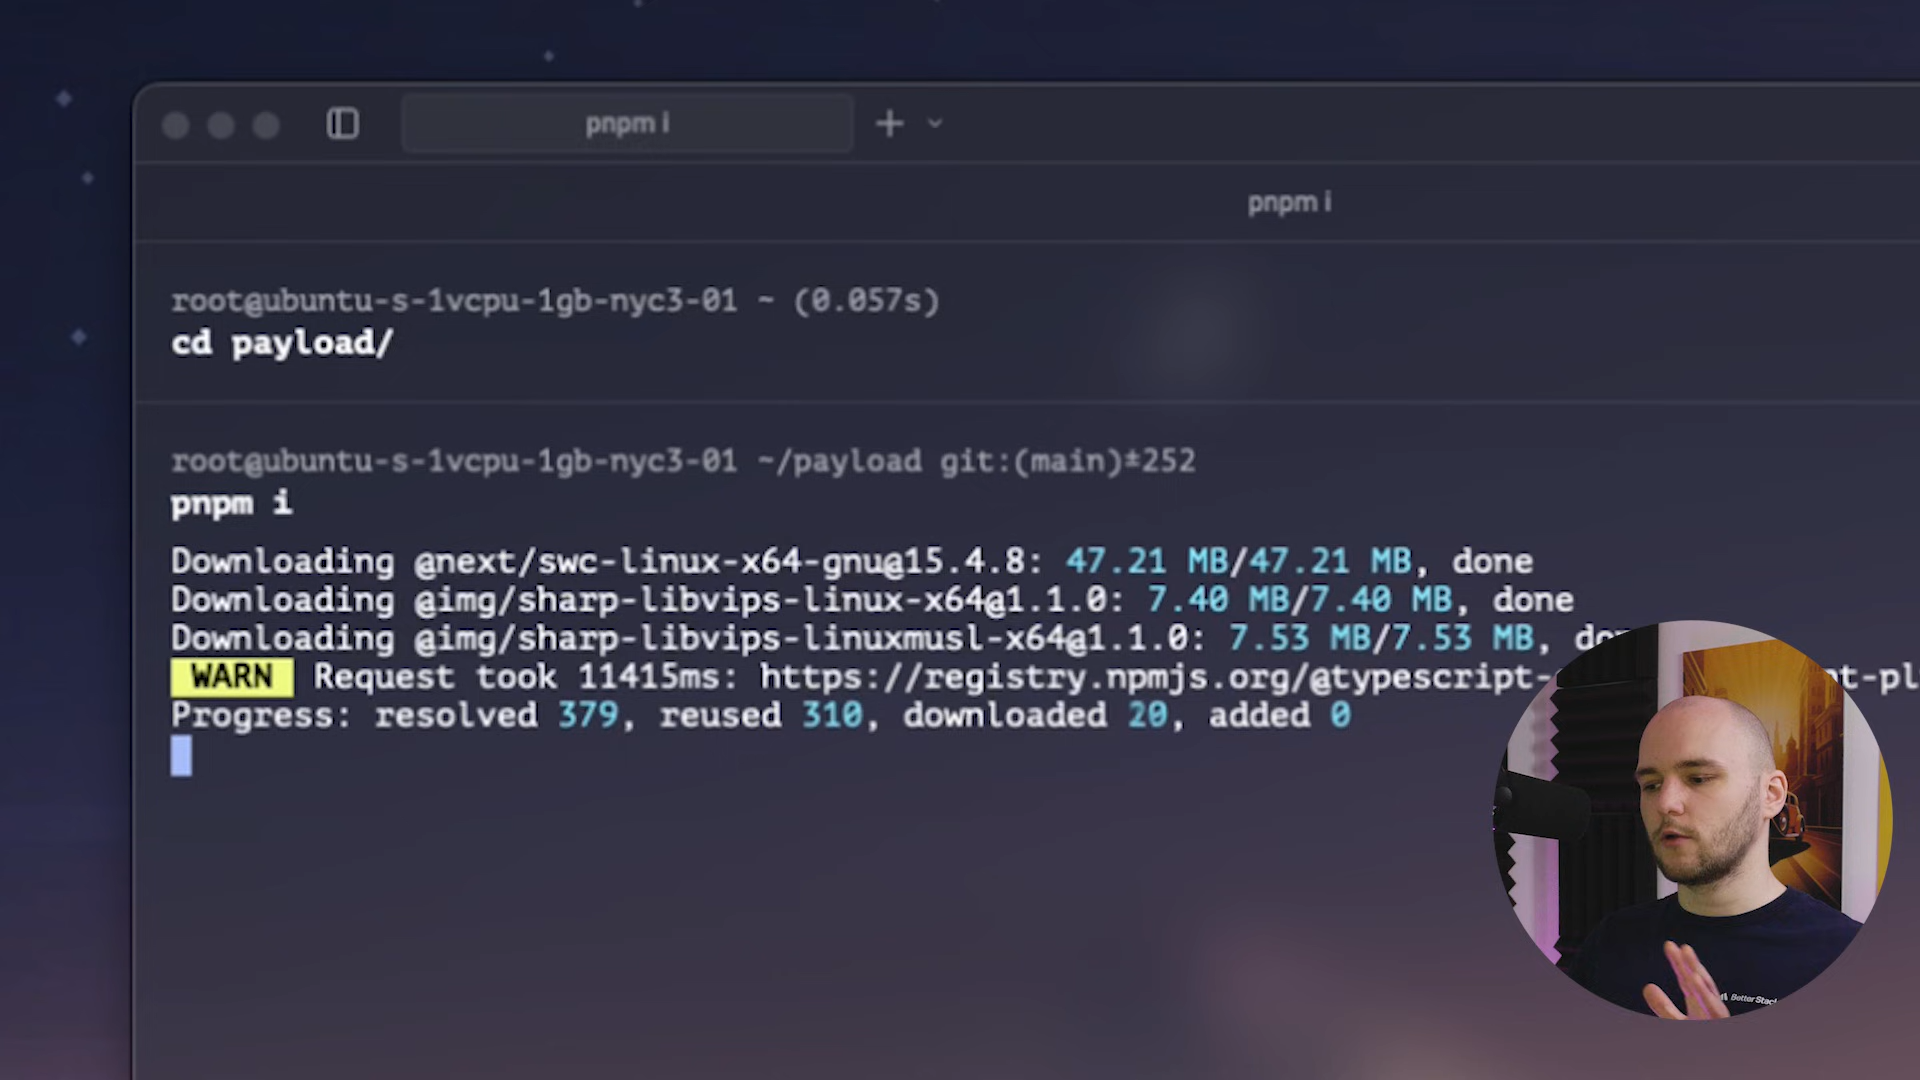 pnpm i
pnpm i
root@ubuntu-s-1vcpu-1gb-nyc3-01 ~ (0.057s)
cd payload/
root@ubuntu-s-1vcpu-1gb-nyc3-01 ~/payload git:(main)±252
pnpm i
Downloading @next/swc-linux-x64-gnu@15.4.8: 47.21 MB/47.21 MB, done
Downloading @img/sharp-libvips-linux-x64@1.1.0: 7.40 MB/7.40 MB, done
Downloading @img/sharp-libvips-linuxmusl-x64@1.1.0: 7.53 MB/7.53 MB,
WARN Request took 11415ms: https://registry.npmjs.org/@typescript-
Progress: resolved 379, reused 310, downloaded 20, added 0
Better Stack